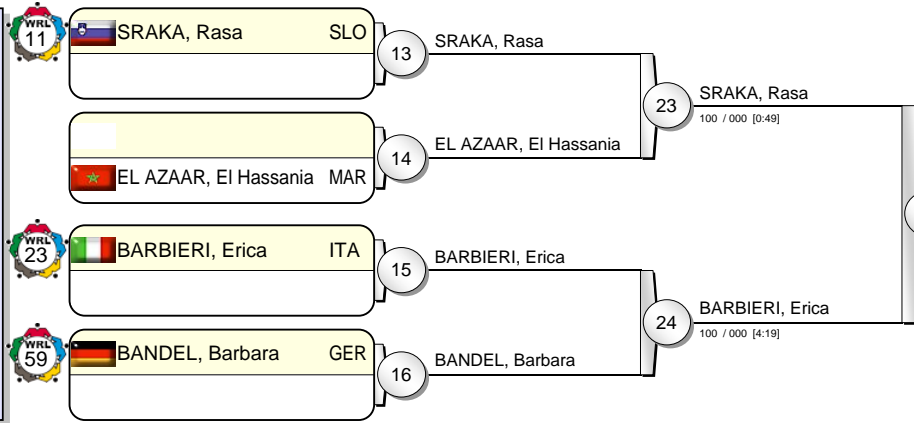 WRL
11
SRAKA, Rasa SLO
13
SRAKA, Rasa
23
SRAKA, Rasa
100 / 000 [0:49]
14
EL AZAAR, El Hassania
EL AZAAR, El Hassania MAR
WRL
23
BARBIERI, Erica ITA
15
BARBIERI, Erica
24
BARBIERI, Erica
100 / 000 [4:19]
WRL
59
BANDEL, Barbara GER
16
BANDEL, Barbara